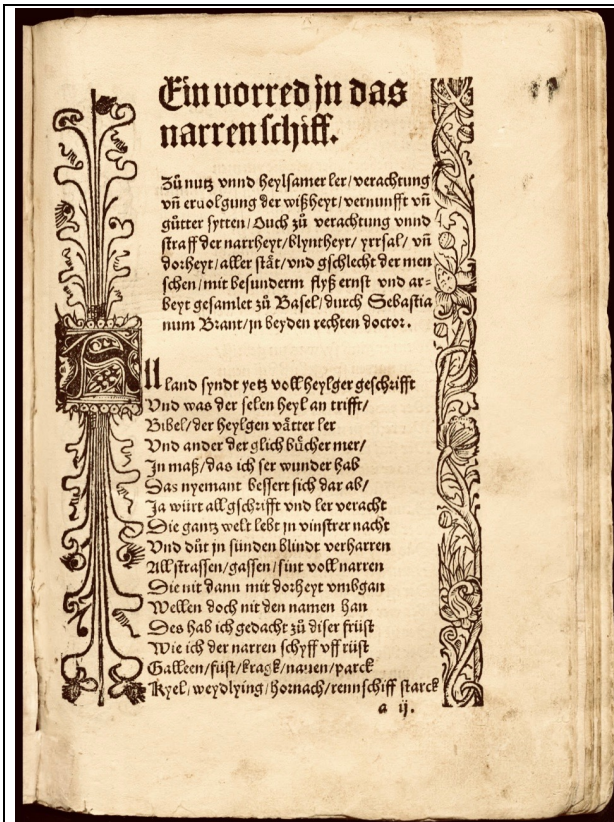 Ein vorred jn das
narren schiff.
Zů nutz vnnd heylsamer ler / verachtung
vn̄ eruolgung der wißheyt / vernunfft vn̄
gůtter sytten / Ouch zů verachtung vnnd
straff der narrheyt / blyntheyt / yrrsal / vn̄
dorheyt / aller stãt / vnd gschlecht der men
schen / mit besunderm flyß ernst vnd ar=
beyt gesamlet zů Basel / durch Sebastia
num Brant / jn beyden rechten doctor.
All land syndt yetz voll heylger geschrifft
Vnd was der selen heyl an trifft /
Bibel / der heylgen vätter ler
Vnd ander der glich bücher mer /
Jn maß / das ich ser wunder hab
Das nyemant bessert sich dar ab /
Ja würt all gschrifft vnd ler veracht
Die gantz welt lebt jn vinstrer nacht
Vnd důt jn sünden blindt verharren
All strassen / gassen / sint voll narren
Die nit dann mit dorheyt vmbgan
Wellen doch nit den namen han
Des hab ich gedacht zů diser früst
Wie ich der narren schyff vff rüst
Galleen / füst / kragk / nauen / parck
Kyel / weydlying / hornach / rennschiff starck
a ij.